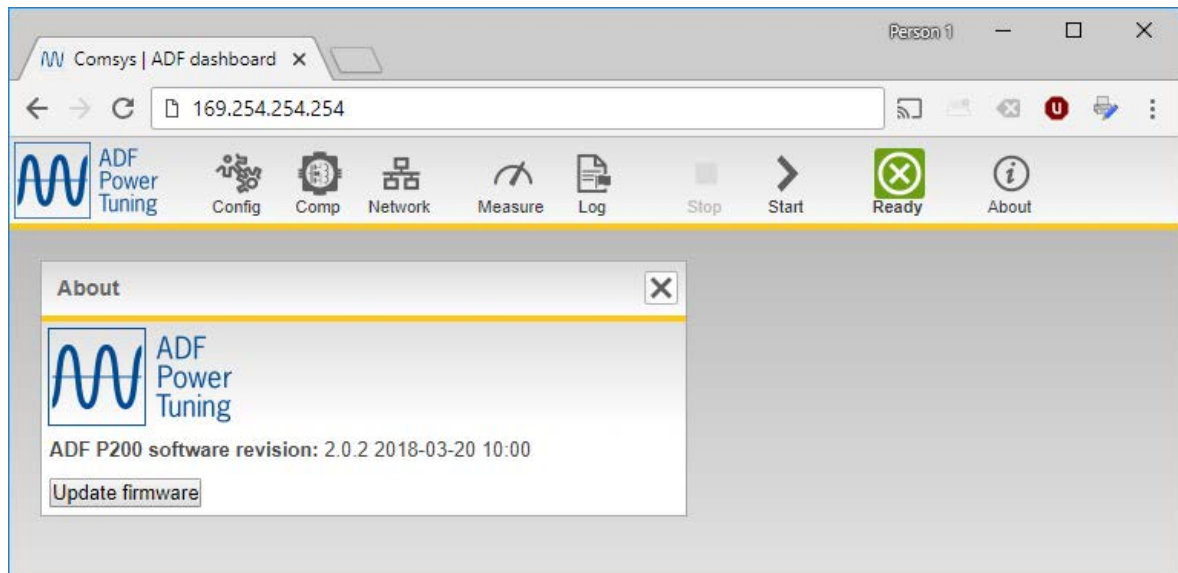 Person 1
Comsys | ADF dashboard
169.254.254.254
ADF
Power
Tuning
Config Comp Network Measure Log Stop Start Ready About
About
ADF
Power
Tuning
ADF P200 software revision: 2.0.2 2018-03-20 10:00
Update firmware